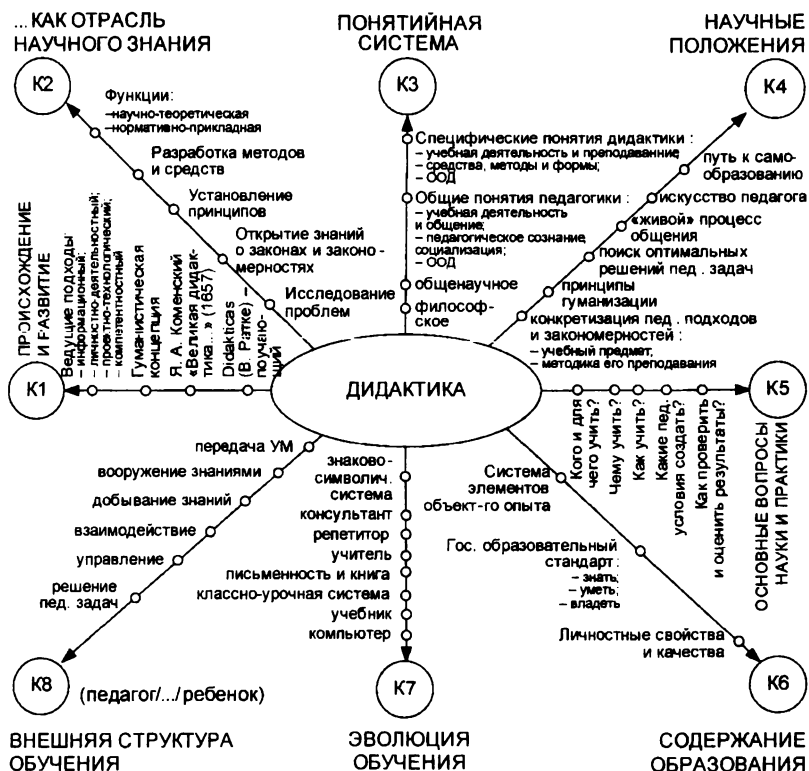 ...КАК ОТРАСЛЬ
НАУЧНОГО ЗНАНИЯ
К2
Функции:
–научно-теоретическая
–нормативно-прикладная
Разработка методов
и средств
Установление
принципов
Открытие знаний
о законах и законо-
мерностях
Исследование
проблем
ПОНЯТИЙНАЯ
СИСТЕМА
К3
Специфические понятия дидактики :
– учебная деятельность и преподаванние;
– средства, методы и формы;
– ООД
Общие понятия педагогики :
– учебная деятельность
и общение;
– педагогическое сознание,
социализация;
– ООД
общенаучное
философ-
ское
НАУЧНЫЕ
ПОЛОЖЕНИЯ
К4
путь к само-
образованию
искусство педагога
«живой» процесс
общения
поиск оптимальных
решений пед . задач
принципы
гуманизации
конкретизация пед . подходов
и закономерностей :
– учебный предмет;
– методика его преподавания
ПРОИСХОЖДЕНИЕ
И РАЗВИТИЕ
К1
Ведущие подходы:
– информационный;
– личностно-деятельностный;
– проектно-технологический;
– компетентностный
Гуманистическая
концепция
Я. А. Коменский
«Великая дидак-
тика...» (1657)
Didakticas
(В. Ратке) –
поучаю-
щий
ДИДАКТИКА
К5
Кого и для
чего учить?
Чему учить?
Как учить?
Какие пед.
условия создать?
Как проверить
и оценить результаты?
ОСНОВНЫЕ ВОПРОСЫ
НАУКИ И ПРАКТИКИ
передача УМ
вооружение знаниями
добывание знаний
взаимодействие
управление
решение
пед. задач
К8
(педагог/.../ребенок)
ВНЕШНЯЯ СТРУКТУРА
ОБУЧЕНИЯ
знаково-
символич.
система
консультант
репетитор
учитель
письменность и книга
классно-урочная система
учебник
компьютер
К7
ЭВОЛЮЦИЯ
ОБУЧЕНИЯ
Система
элементов
объект-го опыта
Гос. образовательный
стандарт :
– знать;
– уметь;
– владеть
Личностные свойства
и качества
К6
СОДЕРЖАНИЕ
ОБРАЗОВАНИЯ